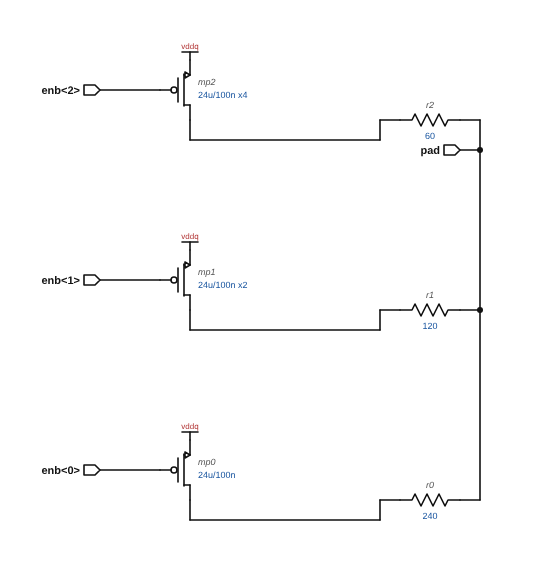 vddq
mp2
enb<2>
24u/100n x4
r2
60
pad
vddq
mp1
enb<1>
24u/100n x2
r1
120
vddq
mp0
enb<0>
24u/100n
r0
240